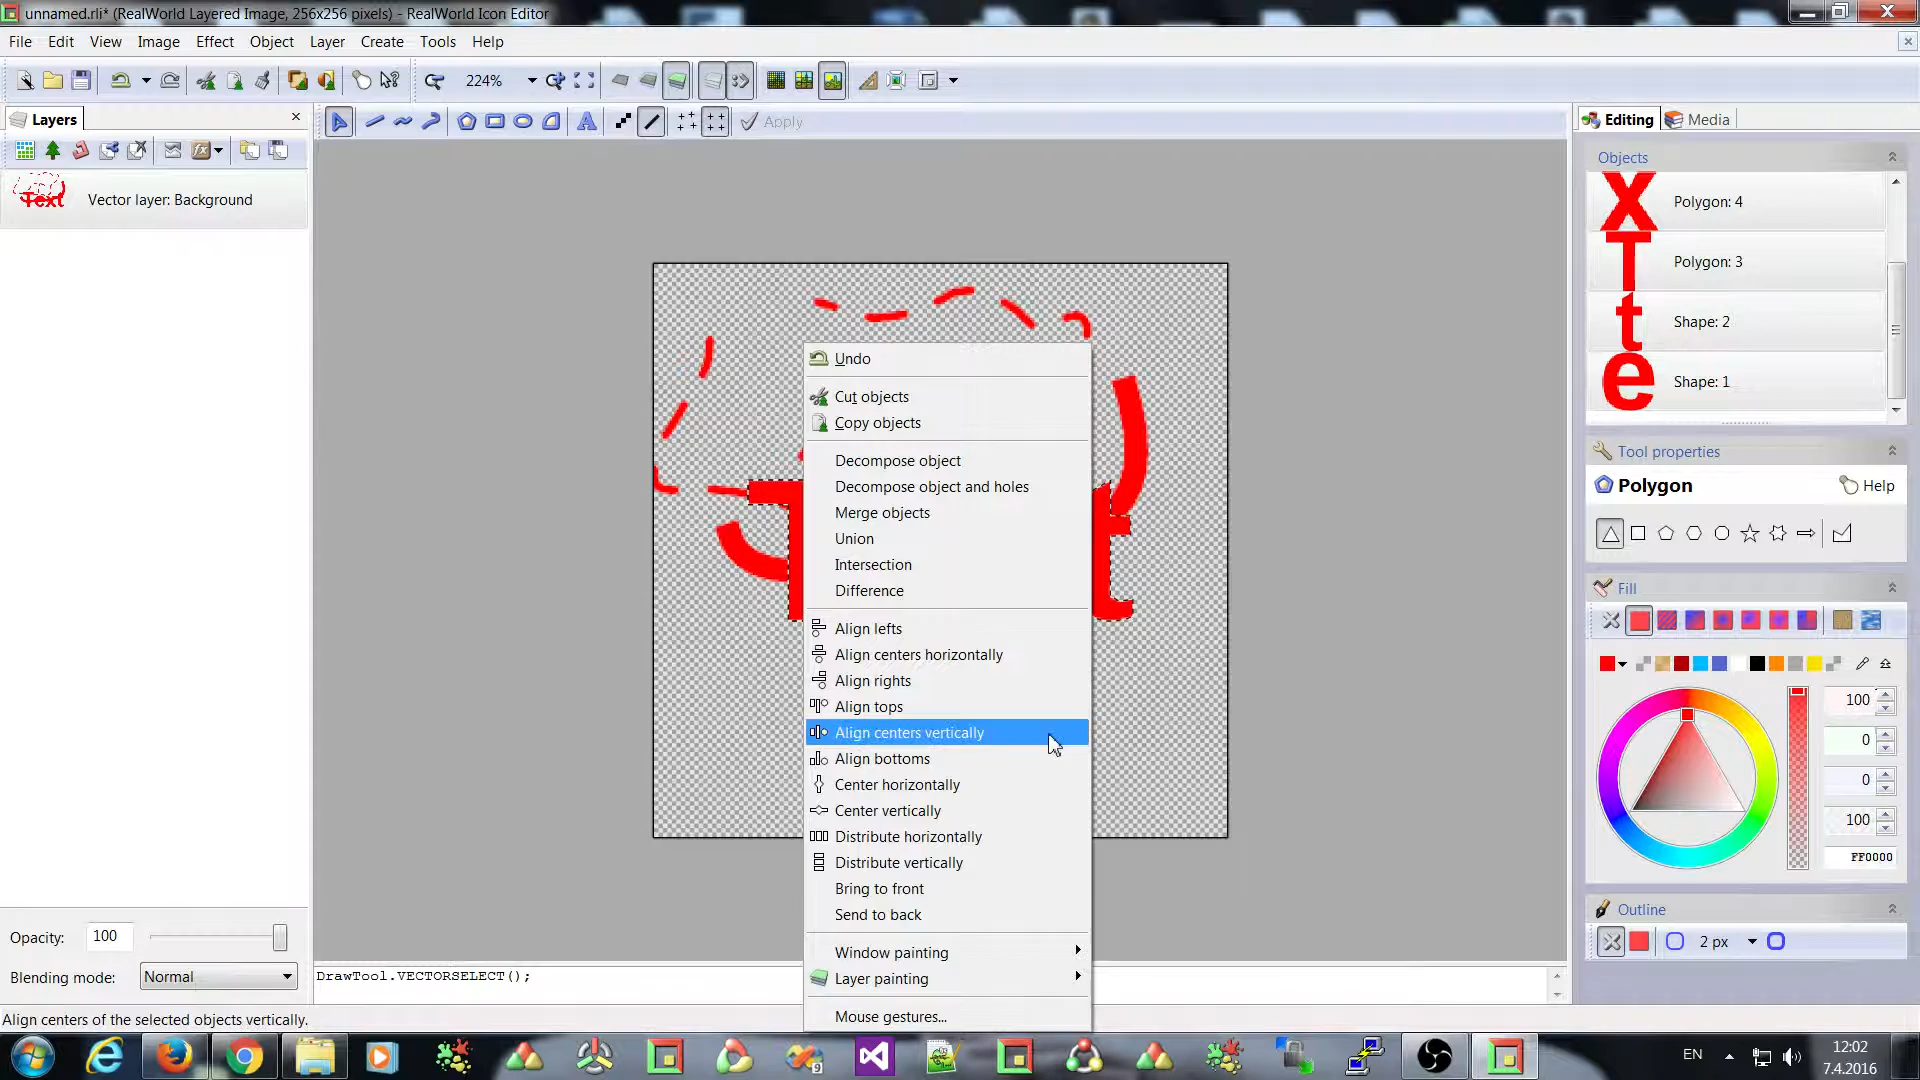 unnamed.rli* (RealWorld Layered Image, 256x256 pixels) - RealWorld Icon Editor
File Edit View Image Effect Object Layer Create Tools Help
224%
Layers
Apply
Editing Media
Vector layer: Background
Text
Objects
X Polygon: 4
T Polygon: 3
t Shape: 2
e Shape: 1
Undo
Cut objects
Copy objects
Decompose object
Decompose object and holes
Merge objects
Union
Intersection
Difference
Align lefts
Align centers horizontally
Align rights
Align tops
Align centers vertically
Align bottoms
Center horizontally
Center vertically
Distribute horizontally
Distribute vertically
Bring to front
Send to back
Window painting
Layer painting
Mouse gestures...
Tool properties
Polygon Help
Fill
100
0
0
100
FF0000
Outline
2 px
Opacity: 100
Blending mode: Normal
DrawTool.VECTORSELECT();
Align centers of the selected objects vertically.
EN 12:02
7.4.2016